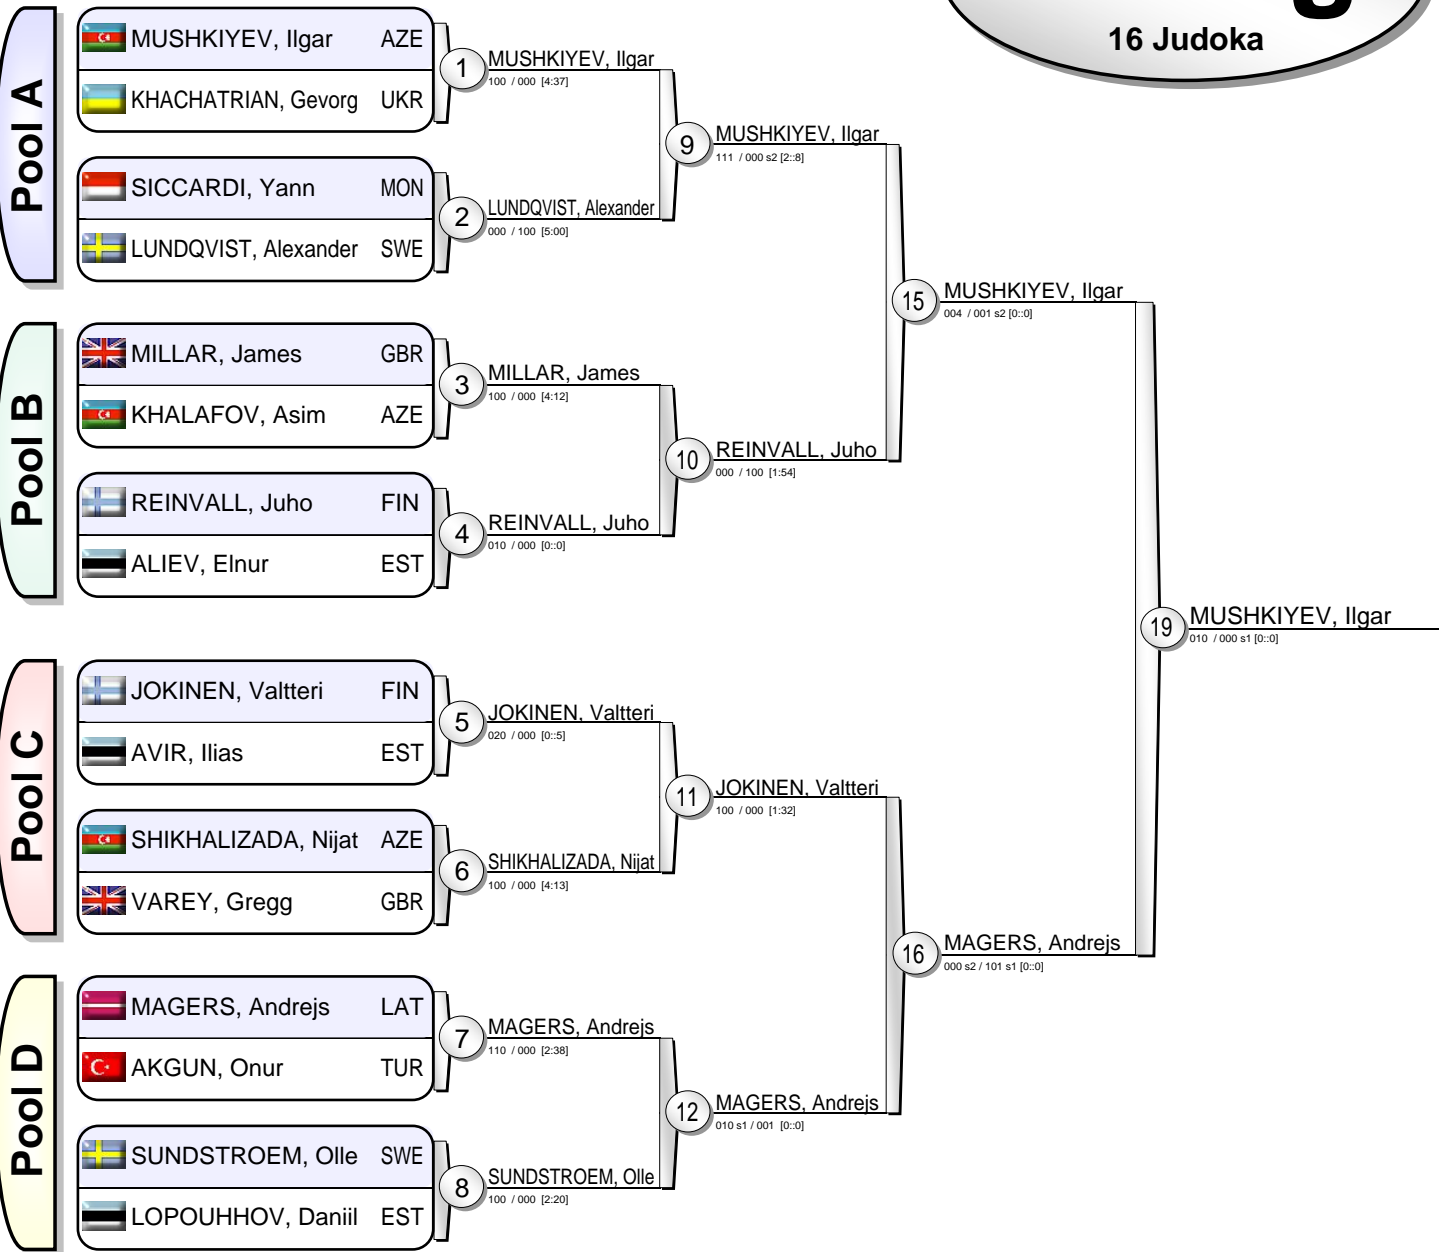 16 Judoka
Pool A
MUSHKIYEV, Ilgar AZE
KHACHATRIAN, Gevorg UKR
SICCARDI, Yann MON
LUNDQVIST, Alexander SWE
1
MUSHKIYEV, Ilgar
100 / 000 [4:37]
2
LUNDQVIST, Alexander
000 / 100 [5:00]
9
MUSHKIYEV, Ilgar
111 / 000 s2 [2::8]
Pool B
MILLAR, James GBR
KHALAFOV, Asim AZE
REINVALL, Juho FIN
ALIEV, Elnur EST
3
MILLAR, James
100 / 000 [4:12]
4
REINVALL, Juho
010 / 000 [0::0]
10
REINVALL, Juho
000 / 100 [1:54]
15
MUSHKIYEV, Ilgar
004 / 001 s2 [0::0]
Pool C
JOKINEN, Valtteri FIN
AVIR, Ilias EST
SHIKHALIZADA, Nijat AZE
VAREY, Gregg GBR
5
JOKINEN, Valtteri
020 / 000 [0::5]
6
SHIKHALIZADA, Nijat
100 / 000 [4:13]
11
JOKINEN, Valtteri
100 / 000 [1:32]
Pool D
MAGERS, Andrejs LAT
AKGUN, Onur TUR
SUNDSTROEM, Olle SWE
LOPOUHHOV, Daniil EST
7
MAGERS, Andrejs
110 / 000 [2:38]
8
SUNDSTROEM, Olle
100 / 000 [2:20]
12
MAGERS, Andrejs
010 s1 / 001 [0::0]
16
MAGERS, Andrejs
000 s2 / 101 s1 [0::0]
19
MUSHKIYEV, Ilgar
010 / 000 s1 [0::0]